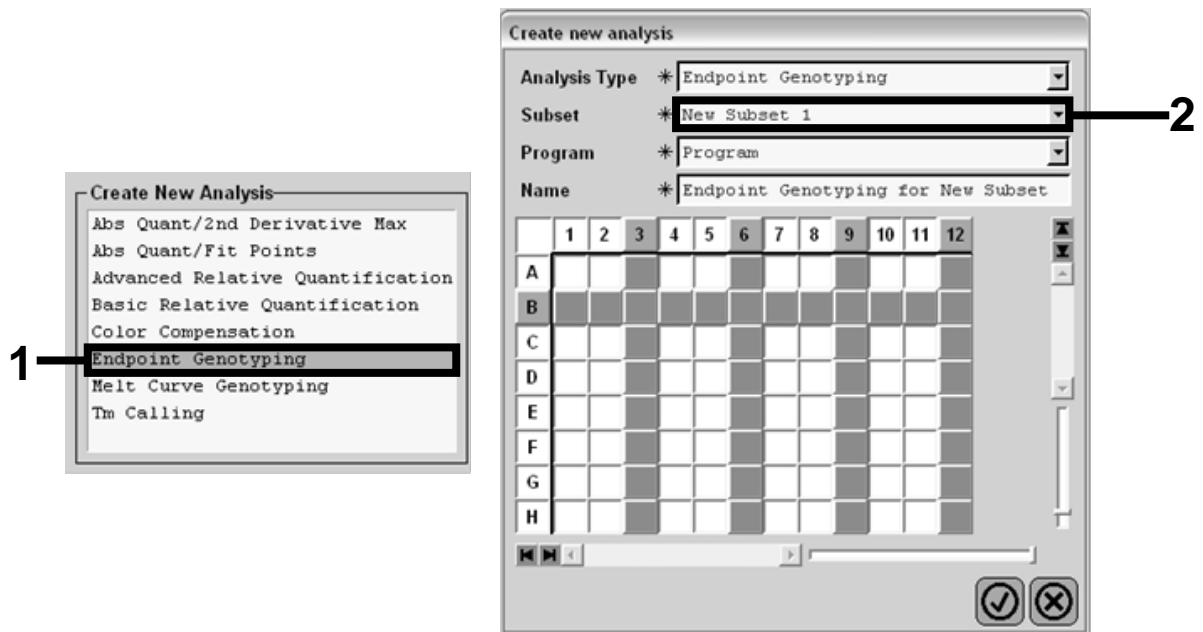 Create New Analysis
Abs Quant/2nd Derivative Max
Abs Quant/Fit Points
Advanced Relative Quantification
Basic Relative Quantification
Color Compensation
1
Endpoint Genotyping
Melt Curve Genotyping
Tm Calling
Create new analysis
Analysis Type * Endpoint Genotyping
Subset * New Subset 1
2
Program * Program
Name * Endpoint Genotyping for New Subset
1 2 3 4 5 6 7 8 9 10 11 12
A
B
C
D
E
F
G
H